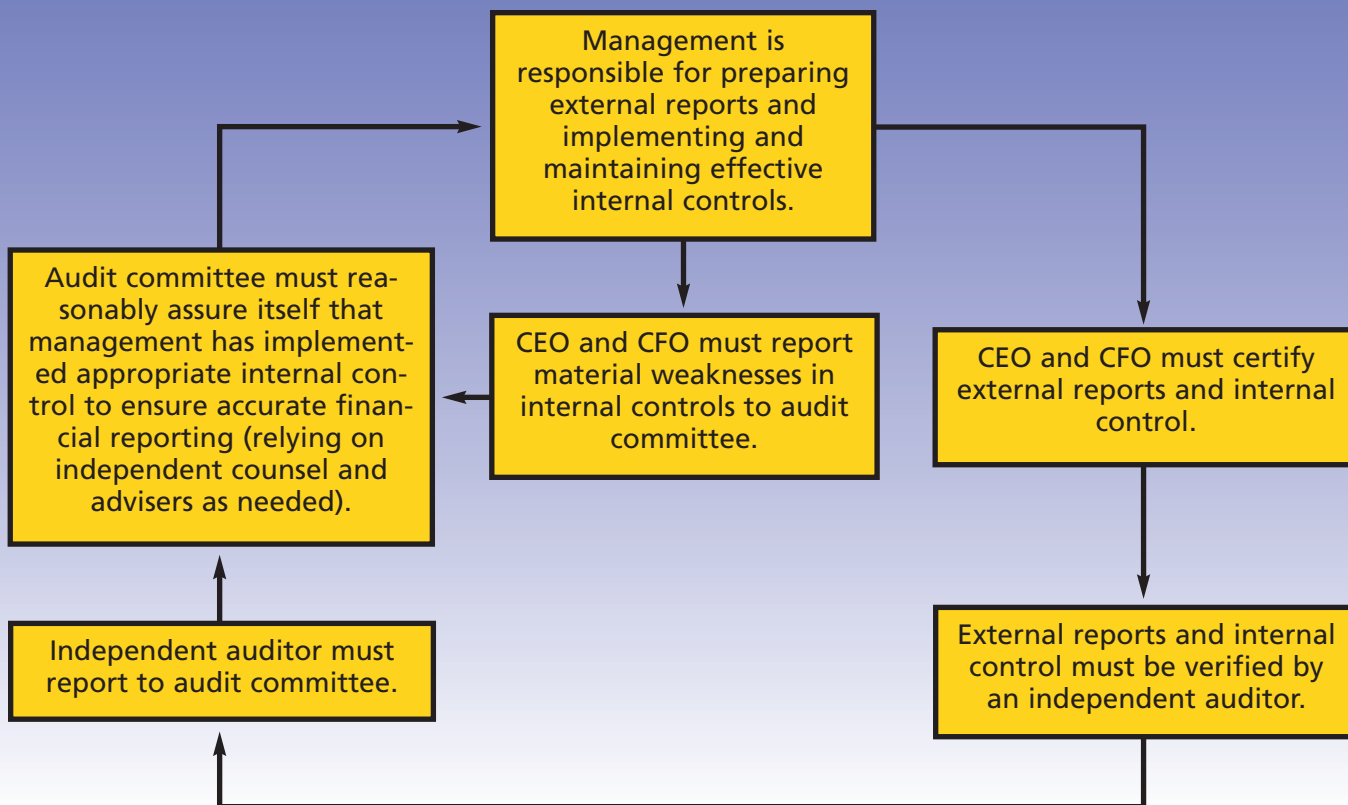 Management is
responsible for preparing
external reports and
implementing and
maintaining effective
internal controls.
Audit committee must rea-
sonably assure itself that
management has implement-
ed appropriate internal con-
trol to ensure accurate finan-
cial reporting (relying on
independent counsel and
advisers as needed).
CEO and CFO must report
material weaknesses in
internal controls to audit
committee.
CEO and CFO must certify
external reports and internal
control.
Independent auditor must
report to audit committee.
External reports and internal
control must be verified by
an independent auditor.